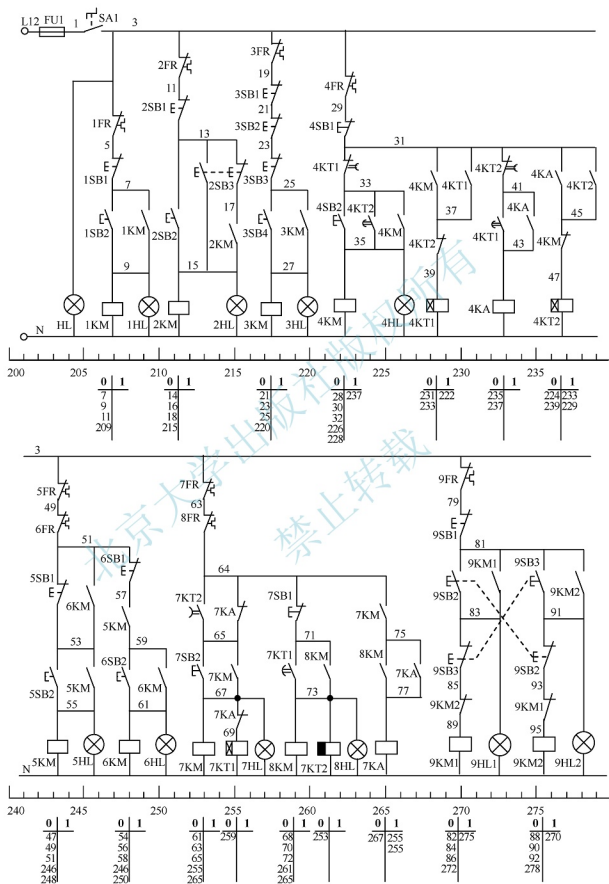 L12 FU1 1 SA1 3
2FR 3FR
11 19 4FR
2SB1 3SB1 29
21
1FR 3SB2 4SB1
5 13 23 31
1SB1 2SB3 3SB3 4KT1 4KM 4KT1 4KT2 4KA 4KT2
7 25 33 41
17 4SB2 4KT2 4KM 37 4KA 45
1SB2 1KM 2SB2 2KM 3SB4 3KM 35 4KT2 4KT1 43 4KM
9 15 27 39 47
HL 1KM 1HL 2KM 2HL 3KM 3HL 4KM 4HL 4KT1 4KA 4KT2
N
200 205 210 215 220 225 230 235
0 1 0 1 0 1 0 1 0 1 0 1 0 1
7 14 21 28 237 231 222 235 224 233
9 16 23 30 233 237 239 229
11 18 25 32
209 215 220 226
228
3
5FR 7FR 9FR
49 63 79
6FR 8FR 9SB1
51 64 81
5SB1 6SB1 7KT2 7KA 7SB1 7KM 9SB2 9KM1 9SB3 9KM2
6KM 57
5KM 65 71 75 83 91
53 59 7SB2 7KM 7KT1 8KM 8KM 7KA 9SB3 9SB2
5SB2 5KM 6SB2 6KM 67 73 77 85 93
55 61 7KA 9KM2 9KM1
69 89 95
5KM 5HL 6KM 6HL 7KM 7KT1 7HL 8KM 7KT2 8HL 7KA 9KM1 9HL1 9KM2 9HL2
N
240 245 250 255 260 265 270 275
0 1 0 1 0 1 0 1 0 1 0 1 0 1 0 1 0 1
47 54 61 259 68 253 267 255 82 275 88 270
49 56 63 70 255 84 90
51 58 65 72 86 92
246 246 255 261 272 278
248 250 265 265
北京大学出版社版权所有
禁止转载